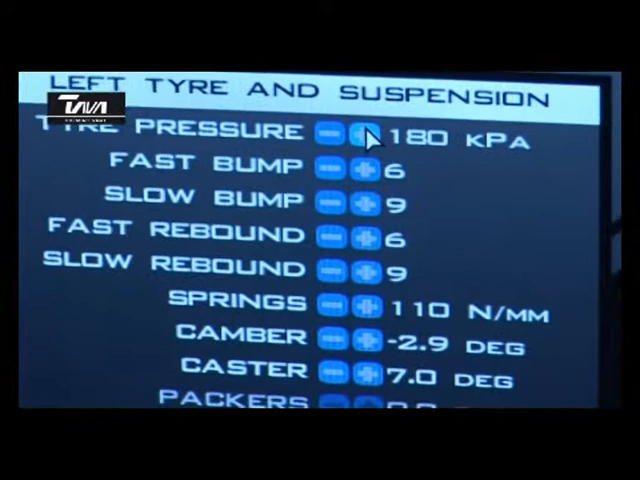 LEFT TYRE AND SUSPENSION
TYRE PRESSURE 180 KPA
FAST BUMP 6
SLOW BUMP 9
FAST REBOUND 6
SLOW REBOUND 9
SPRINGS 110 N/MM
CAMBER -2.9 DEG
CASTER 7.0 DEG
PACKERS